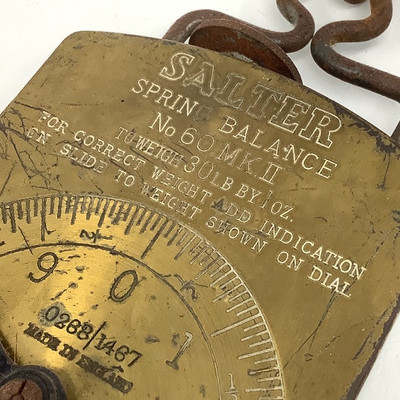 SALTER
SPRING BALANCE
No 60 MK.II
TO WEIGH 30 LB BY 1 OZ.
FOR CORRECT WEIGHT ADD INDICATION
ON SLIDE TO WEIGHT SHOWN ON DIAL
9 0 1
0268/1467
MADE IN ENGLAND